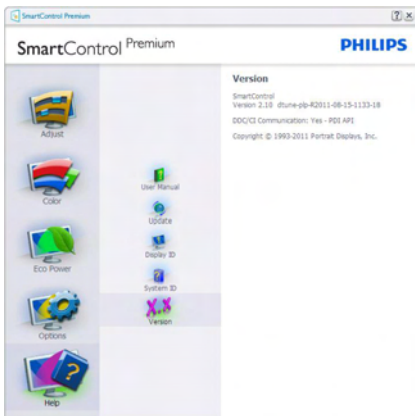 SmartControl Premium
SmartControl Premium
PHILIPS
Adjust
Color
Eco Power
Options
Help
User Manual
Update
Display ID
System ID
X.X
Version
Version
SmartControl
Version 2.10 dtune-plp-R2011-08-15-1133-18
DDC/CI Communication: Yes - PDI API
Copyright © 1993-2011 Portrait Displays, Inc.